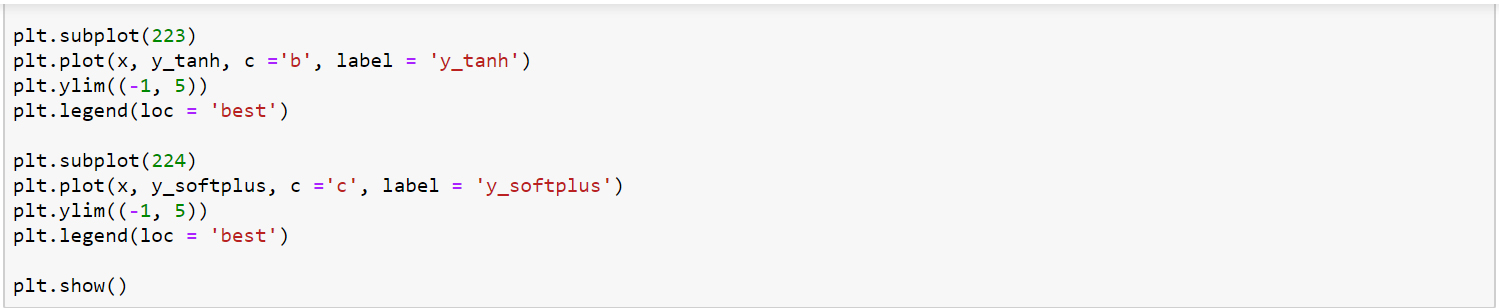 plt.subplot(223)
plt.plot(x, y_tanh, c ='b', label = 'y_tanh')
plt.ylim((-1, 5))
plt.legend(loc = 'best')
plt.subplot(224)
plt.plot(x, y_softplus, c ='c', label = 'y_softplus')
plt.ylim((-1, 5))
plt.legend(loc = 'best')
plt.show()